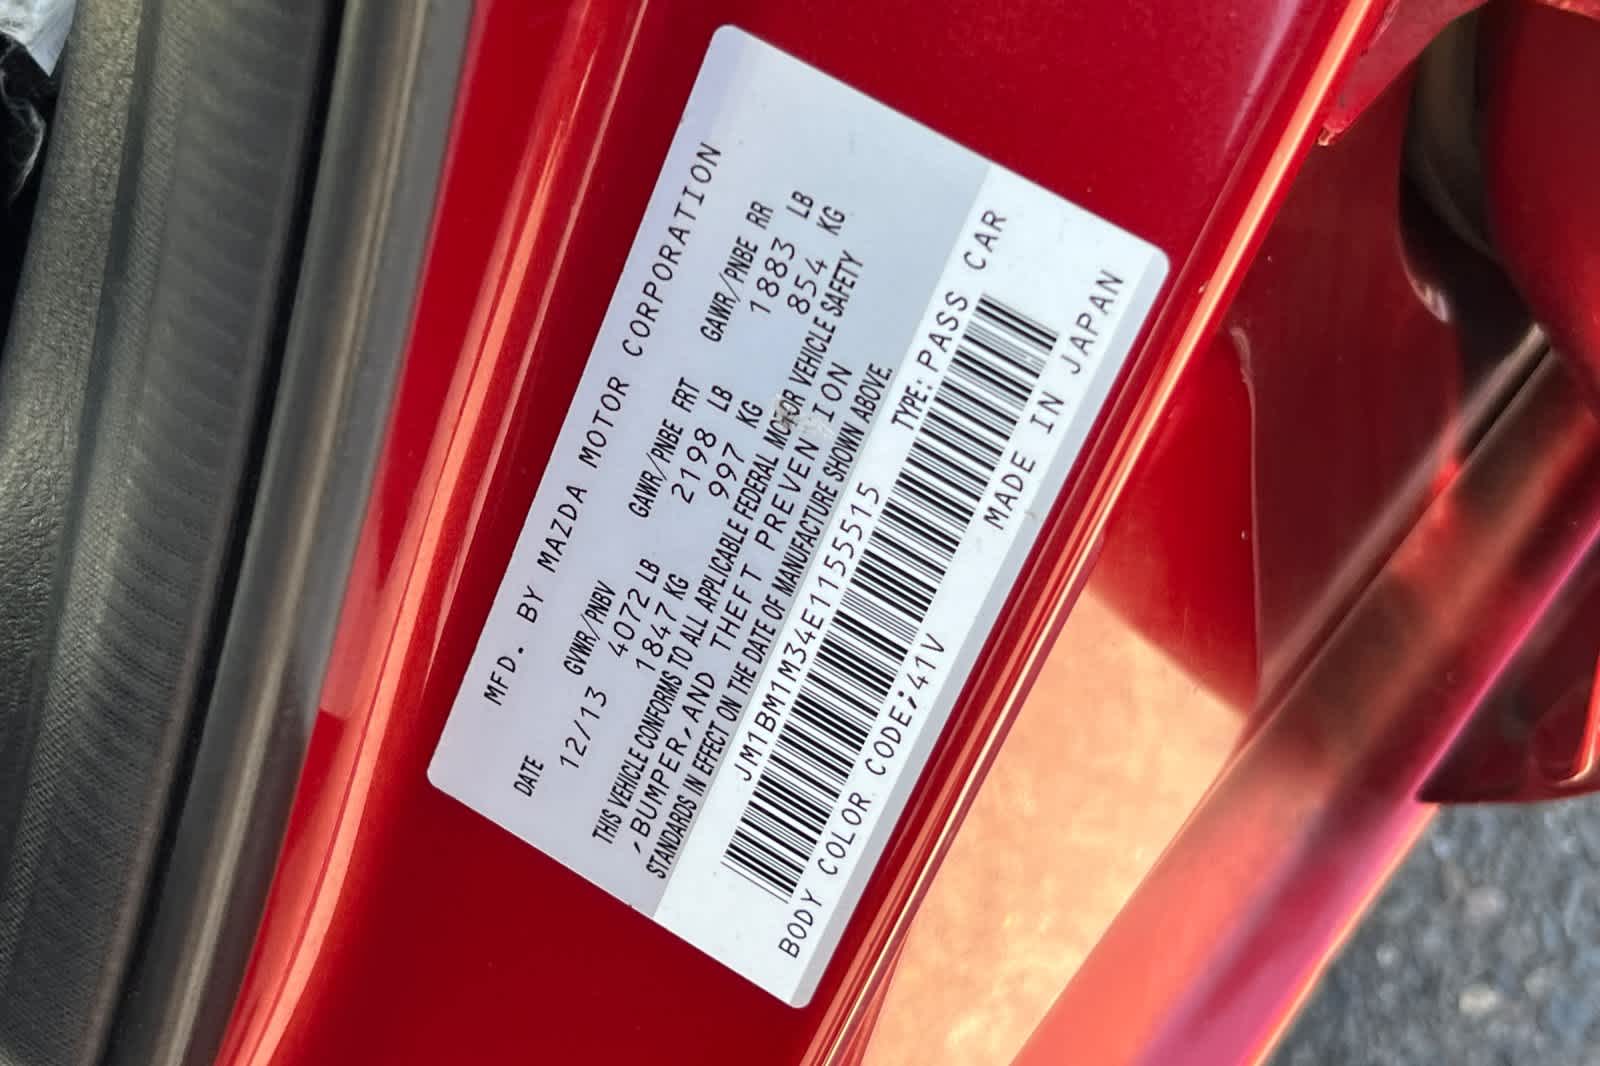 MFD. BY MAZDA MOTOR CORPORATION
DATE GVWR/PNBV GAWR/PNBE FRT GAWR/PNBE RR
12/13 4072 LB 2198 LB 1883 LB
1847 KG 997 KG 854 KG
THIS VEHICLE CONFORMS TO ALL APPLICABLE FEDERAL MOTOR VEHICLE SAFETY
,BUMPER,AND THEFT PREVENTION
STANDARDS IN EFFECT ON THE DATE OF MANUFACTURE SHOWN ABOVE.
JM1BM1M34E1155515 TYPE: PASS CAR
BODY COLOR CODE;41V MADE IN JAPAN